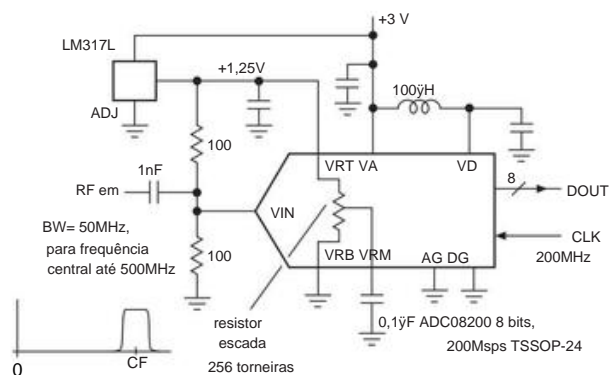 +3 V
LM317L
+1,25V
ADJ
100ÿH
100
1nF
RF em
VRT VA
VD
8
DOUT
VIN
CLK
200MHz
BW= 50MHz,
para frequência
central até 500MHz
100
VRB VRM
AG DG
resistor
escada
256 torneiras
0,1ÿF ADC08200 8 bits,
200Msps TSSOP-24
0
CF